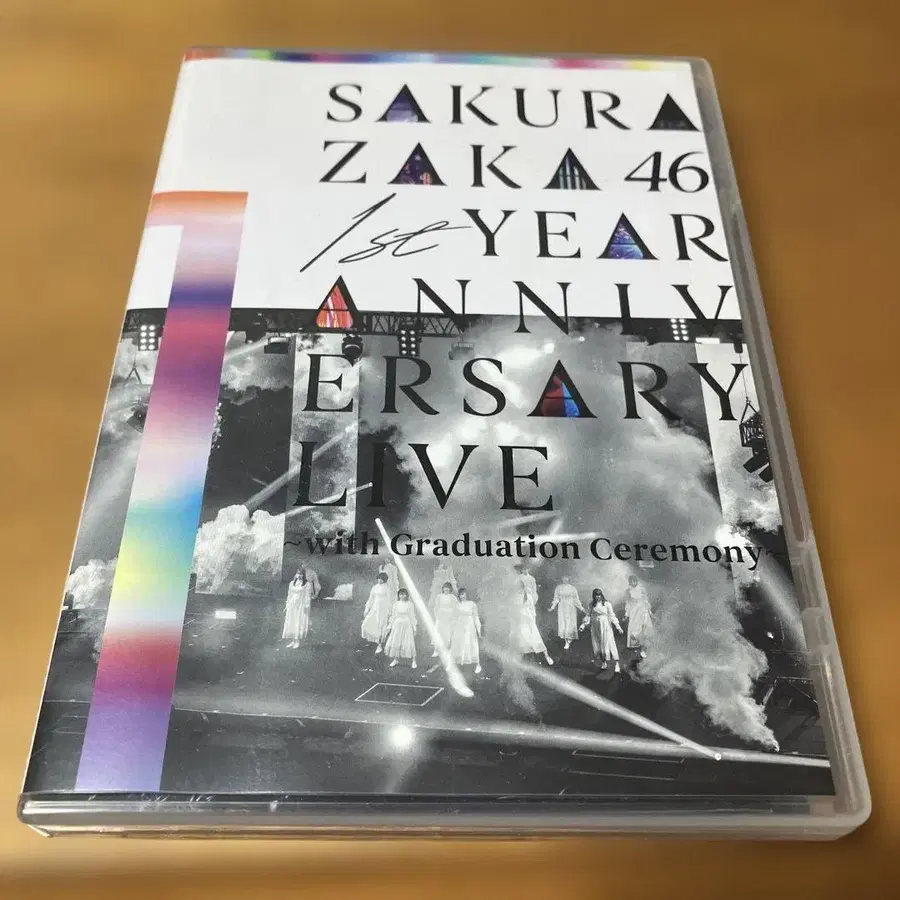 SAKURA
ZAKA 46
1st YEAR
ANNIV
ERSARY
LIVE
~with Graduation Ceremony~